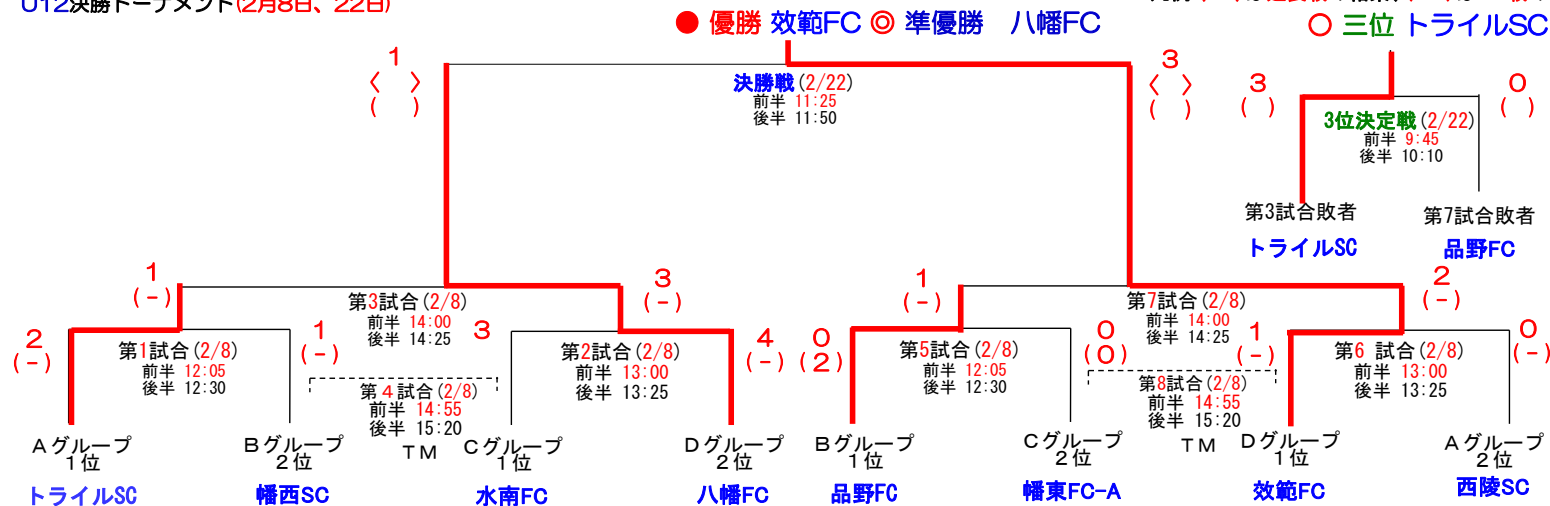 U12決勝トーナメント(2月8日、22日)
● 優勝 効範FC ◎ 準優勝 八幡FC
○ 三位 トライルSC
1
〈 〉
( )
3
〈 〉
( )
決勝戦(2/22)
前半 11:25
後半 11:50
3
( )
0
( )
3位決定戦(2/22)
前半 9:45
後半 10:10
第3試合敗者
第7試合敗者
トライルSC
品野FC
1
(-)
3
(-)
1
(-)
2
(-)
第3試合(2/8)
前半 14:00
後半 14:25
第7試合(2/8)
前半 14:00
後半 14:25
2
(-)
1
(-)
3
4
(-)
0
(2)
0
(0)
1
(-)
0
(-)
第1試合(2/8)
前半 12:05
後半 12:30
第2試合(2/8)
前半 13:00
後半 13:25
第5試合(2/8)
前半 12:05
後半 12:30
第6 試合(2/8)
前半 13:00
後半 13:25
第4試合(2/8)
前半 14:55
後半 15:20
TM
第8試合(2/8)
前半 14:55
後半 15:20
TM
Aグループ
1位
Bグループ
2位
Cグループ
1位
Dグループ
2位
Bグループ
1位
Cグループ
2位
Dグループ
1位
Aグループ
2位
トライルSC
幡西SC
水南FC
八幡FC
品野FC
幡東FC-A
效範FC
西陵SC